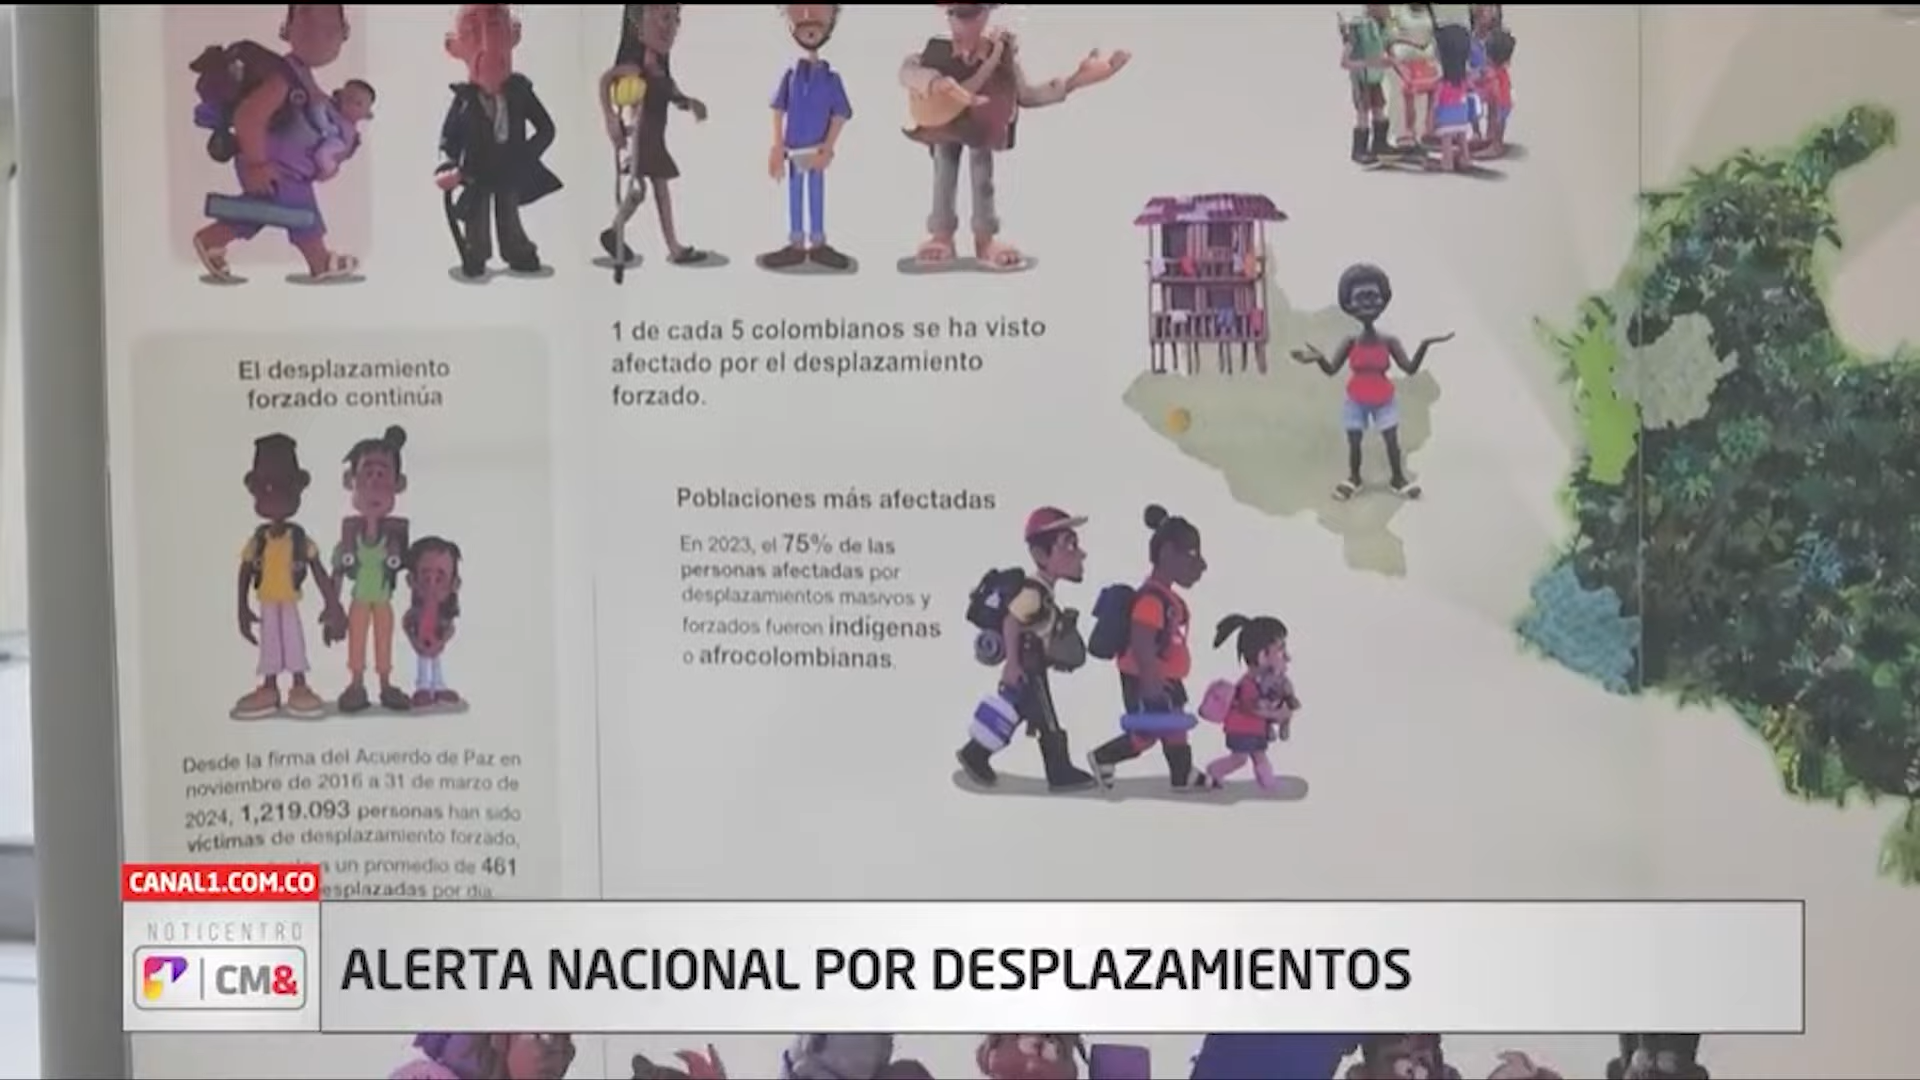 1 de cada 5 colombianos se ha visto
afectado por el desplazamiento
forzado.
El desplazamiento
forzado continúa
Poblaciones más afectadas
En 2023, el 75% de las
personas afectadas por
desplazamientos masivos y
forzados fueron indígenas
o afrocolombianas.
Desde la firma del Acuerdo de Paz en
noviembre de 2016 a 31 de marzo de
2024, 1,219.093 personas han sido
víctimas de desplazamiento forzado,
a un promedio de 461
esplazadas por día.
CANAL1.COM.CO
NOTICENTRO
1 | CM&
ALERTA NACIONAL POR DESPLAZAMIENTOS